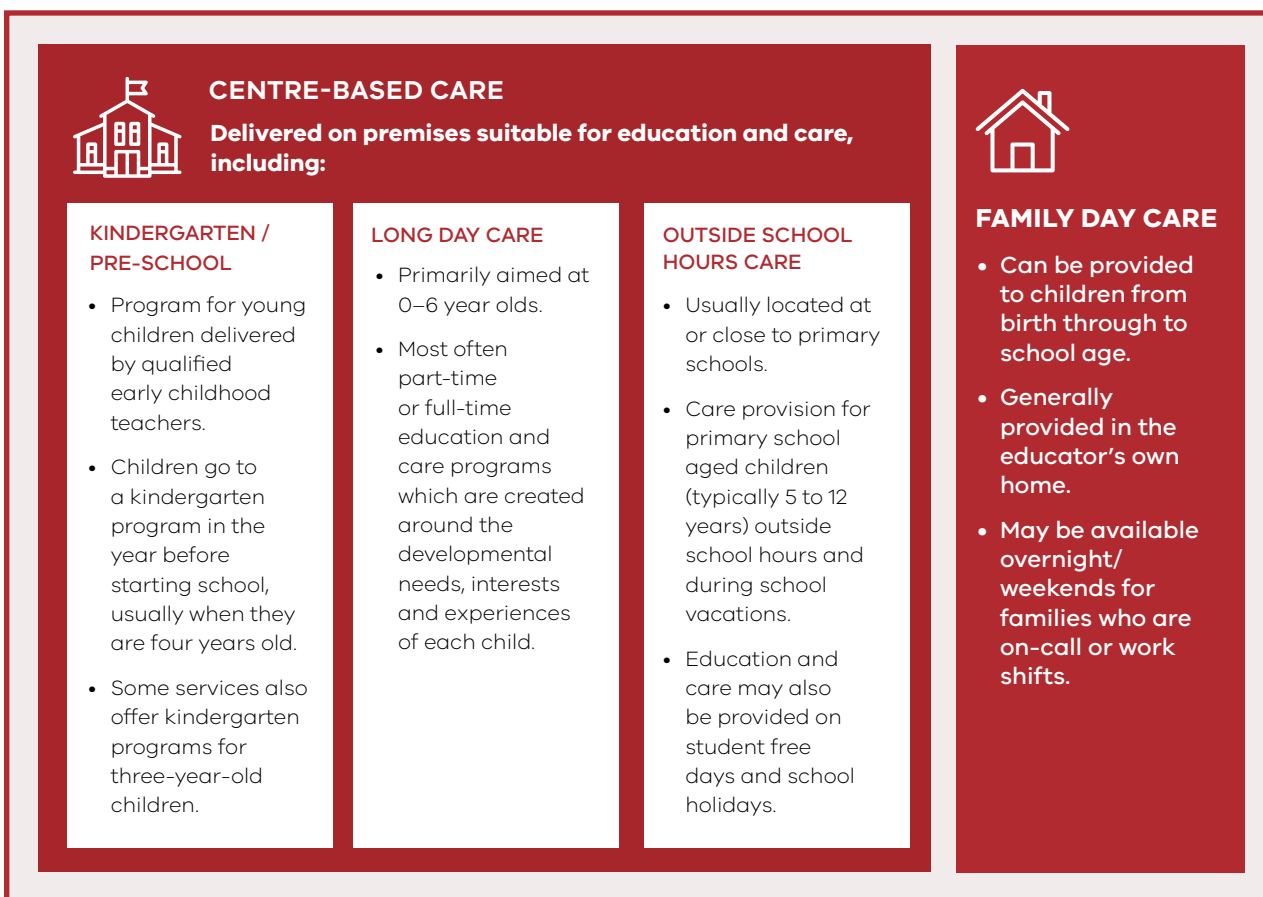 CENTRE-BASED CARE
Delivered on premises suitable for education and care,
including:
KINDERGARTEN /
PRE-SCHOOL
• Program for young
children delivered
by qualified
early childhood
teachers.
• Children go to
a kindergarten
program in the
year before
starting school,
usually when they
are four years old.
• Some services also
offer kindergarten
programs for
three-year-old
children.
LONG DAY CARE
• Primarily aimed at
0–6 year olds.
• Most often
part-time
or full-time
education and
care programs
which are created
around the
developmental
needs, interests
and experiences
of each child.
OUTSIDE SCHOOL
HOURS CARE
• Usually located at
or close to primary
schools.
• Care provision for
primary school
aged children
(typically 5 to 12
years) outside
school hours and
during school
vacations.
• Education and
care may also
be provided on
student free
days and school
holidays.
FAMILY DAY CARE
• Can be provided
to children from
birth through to
school age.
• Generally
provided in the
educator's own
home.
• May be available
overnight/
weekends for
families who are
on-call or work
shifts.